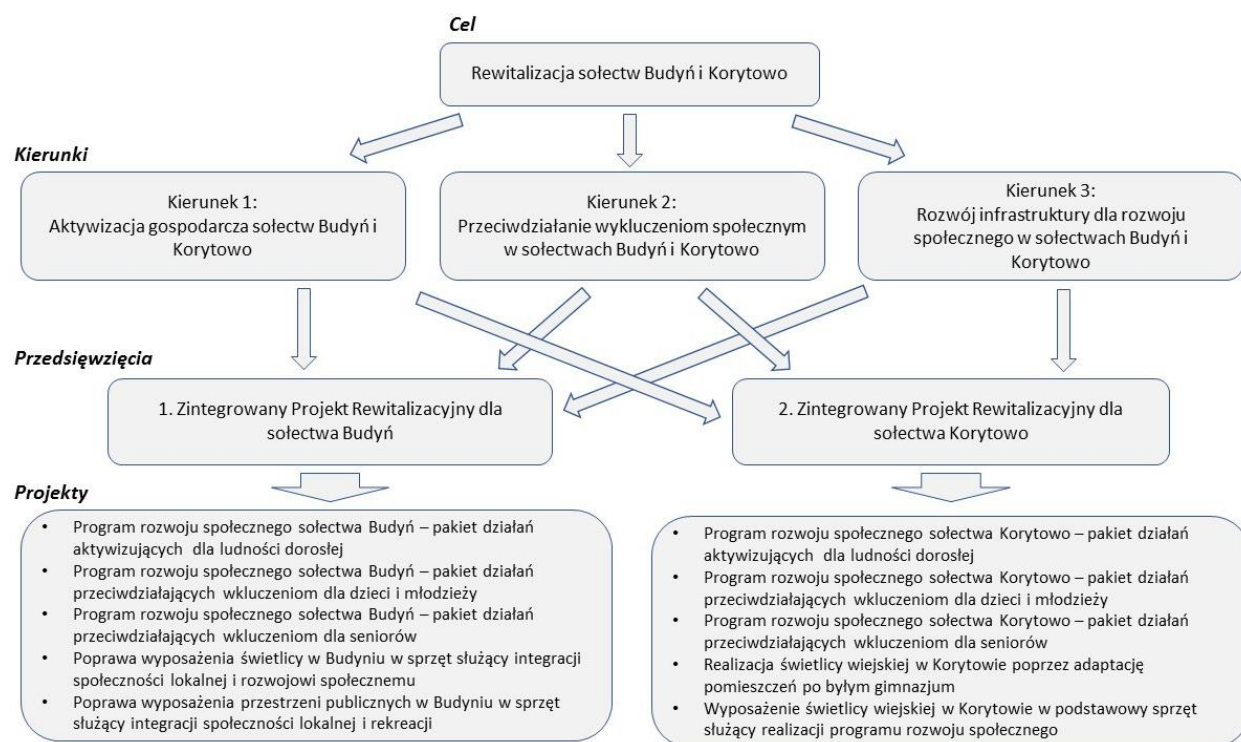 Cel
Rewitalizacja sołectw Budyń i Korytowo
Kierunki
Kierunek 1:
Aktywizacja gospodarcza sołectw Budyń i
Korytowo
Kierunek 2:
Przeciwdziałanie wykluczeniom społecznym
w sołectwach Budyń i Korytowo
Kierunek 3:
Rozwój infrastruktury dla rozwoju
społecznego w sołectwach Budyń i
Korytowo
Przedsięwzięcia
1. Zintegrowany Projekt Rewitalizacyjny dla
sołectwa Budyń
2. Zintegrowany Projekt Rewitalizacyjny dla
sołectwa Korytowo
Projekty
• Program rozwoju społecznego sołectwa Budyń – pakiet działań
aktywizujących dla ludności dorosłej
• Program rozwoju społecznego sołectwa Budyń – pakiet działań
przeciwdziałających wkluczeniom dla dzieci i młodzieży
• Program rozwoju społecznego sołectwa Budyń – pakiet działań
przeciwdziałających wkluczeniom dla seniorów
• Poprawa wyposażenia świetlicy w Budyniu w sprzęt służący integracji
społeczności lokalnej i rozwojowi społecznemu
• Poprawa wyposażenia przestrzeni publicznych w Budyniu w sprzęt
służący integracji społeczności lokalnej i rekreacji
• Program rozwoju społecznego sołectwa Korytowo – pakiet działań
aktywizujących dla ludności dorosłej
• Program rozwoju społecznego sołectwa Korytowo – pakiet działań
przeciwdziałających wkluczeniom dla dzieci i młodzieży
• Program rozwoju społecznego sołectwa Korytowo – pakiet działań
przeciwdziałających wkluczeniom dla seniorów
• Realizacja świetlicy wiejskiej w Korytowie poprzez adaptację
pomieszczeń po byłym gimnazjum
• Wyposażenie świetlicy wiejskiej w Korytowie w podstawowy sprzęt
służący realizacji programu rozwoju społecznego